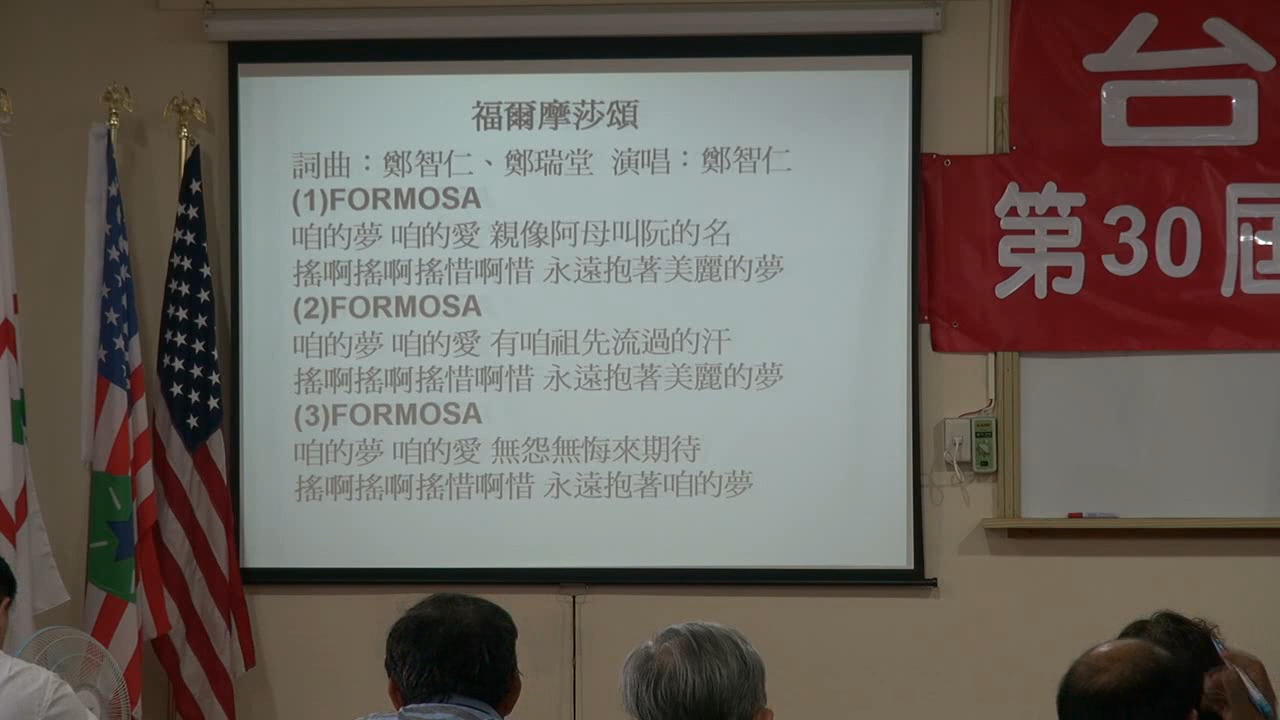 福爾摩莎頌
詞曲：鄭智仁、鄭瑞堂 演唱：鄭智仁
(1)FORMOSA
咱的夢 咱的愛 親像阿母叫阮的名
搖啊搖啊搖惜啊惜 永遠抱著美麗的夢
(2)FORMOSA
咱的夢 咱的愛 有咱祖先流過的汗
搖啊搖啊搖惜啊惜 永遠抱著美麗的夢
(3)FORMOSA
咱的夢 咱的愛 無怨無悔來期待
搖啊搖啊搖惜啊惜 永遠抱著咱的夢
台
第30屆